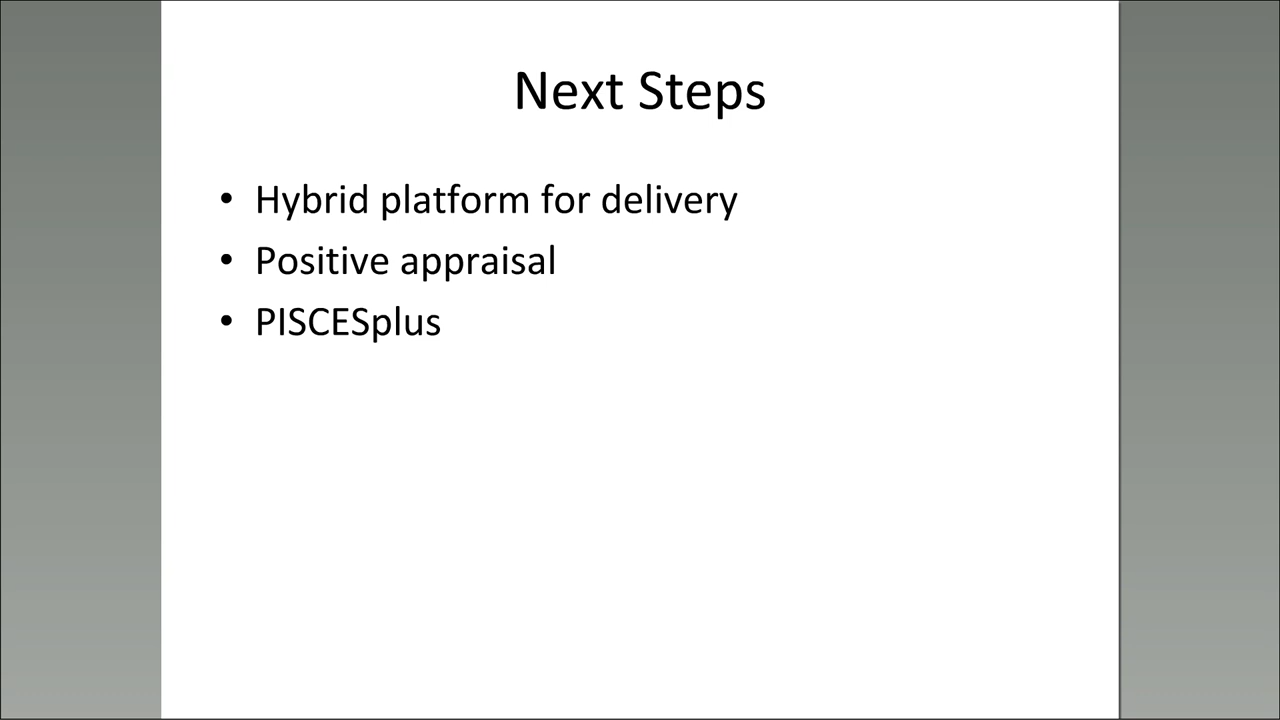 Next Steps
• Hybrid platform for delivery
• Positive appraisal
• PISCESplus